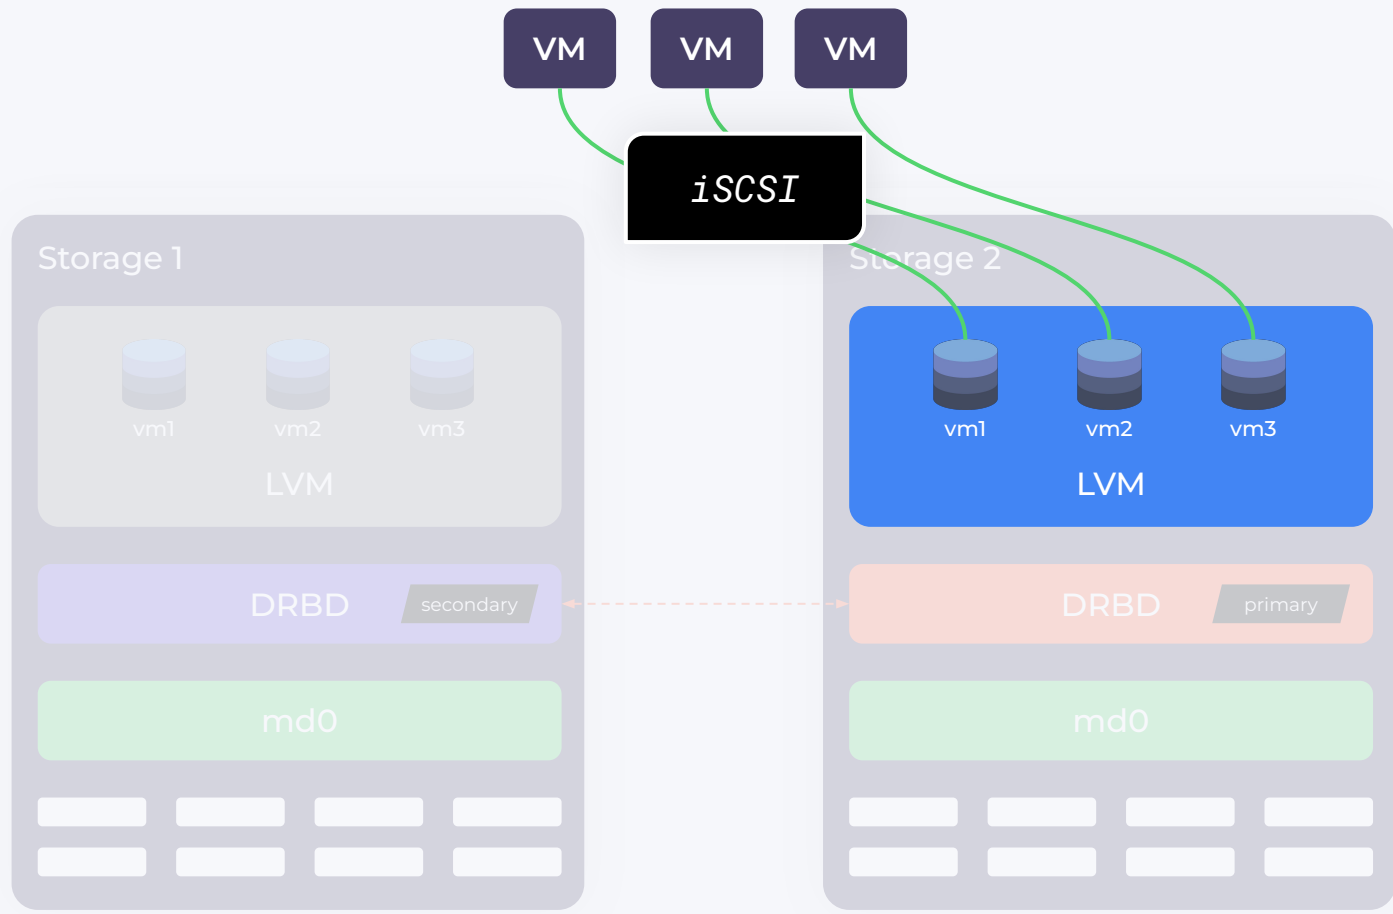 VM VM VM
iSCSI
Storage 1
vm1 vm2 vm3
LVM
DRBD secondary
md0
Storage 2
vm1 vm2 vm3
LVM
DRBD primary
md0